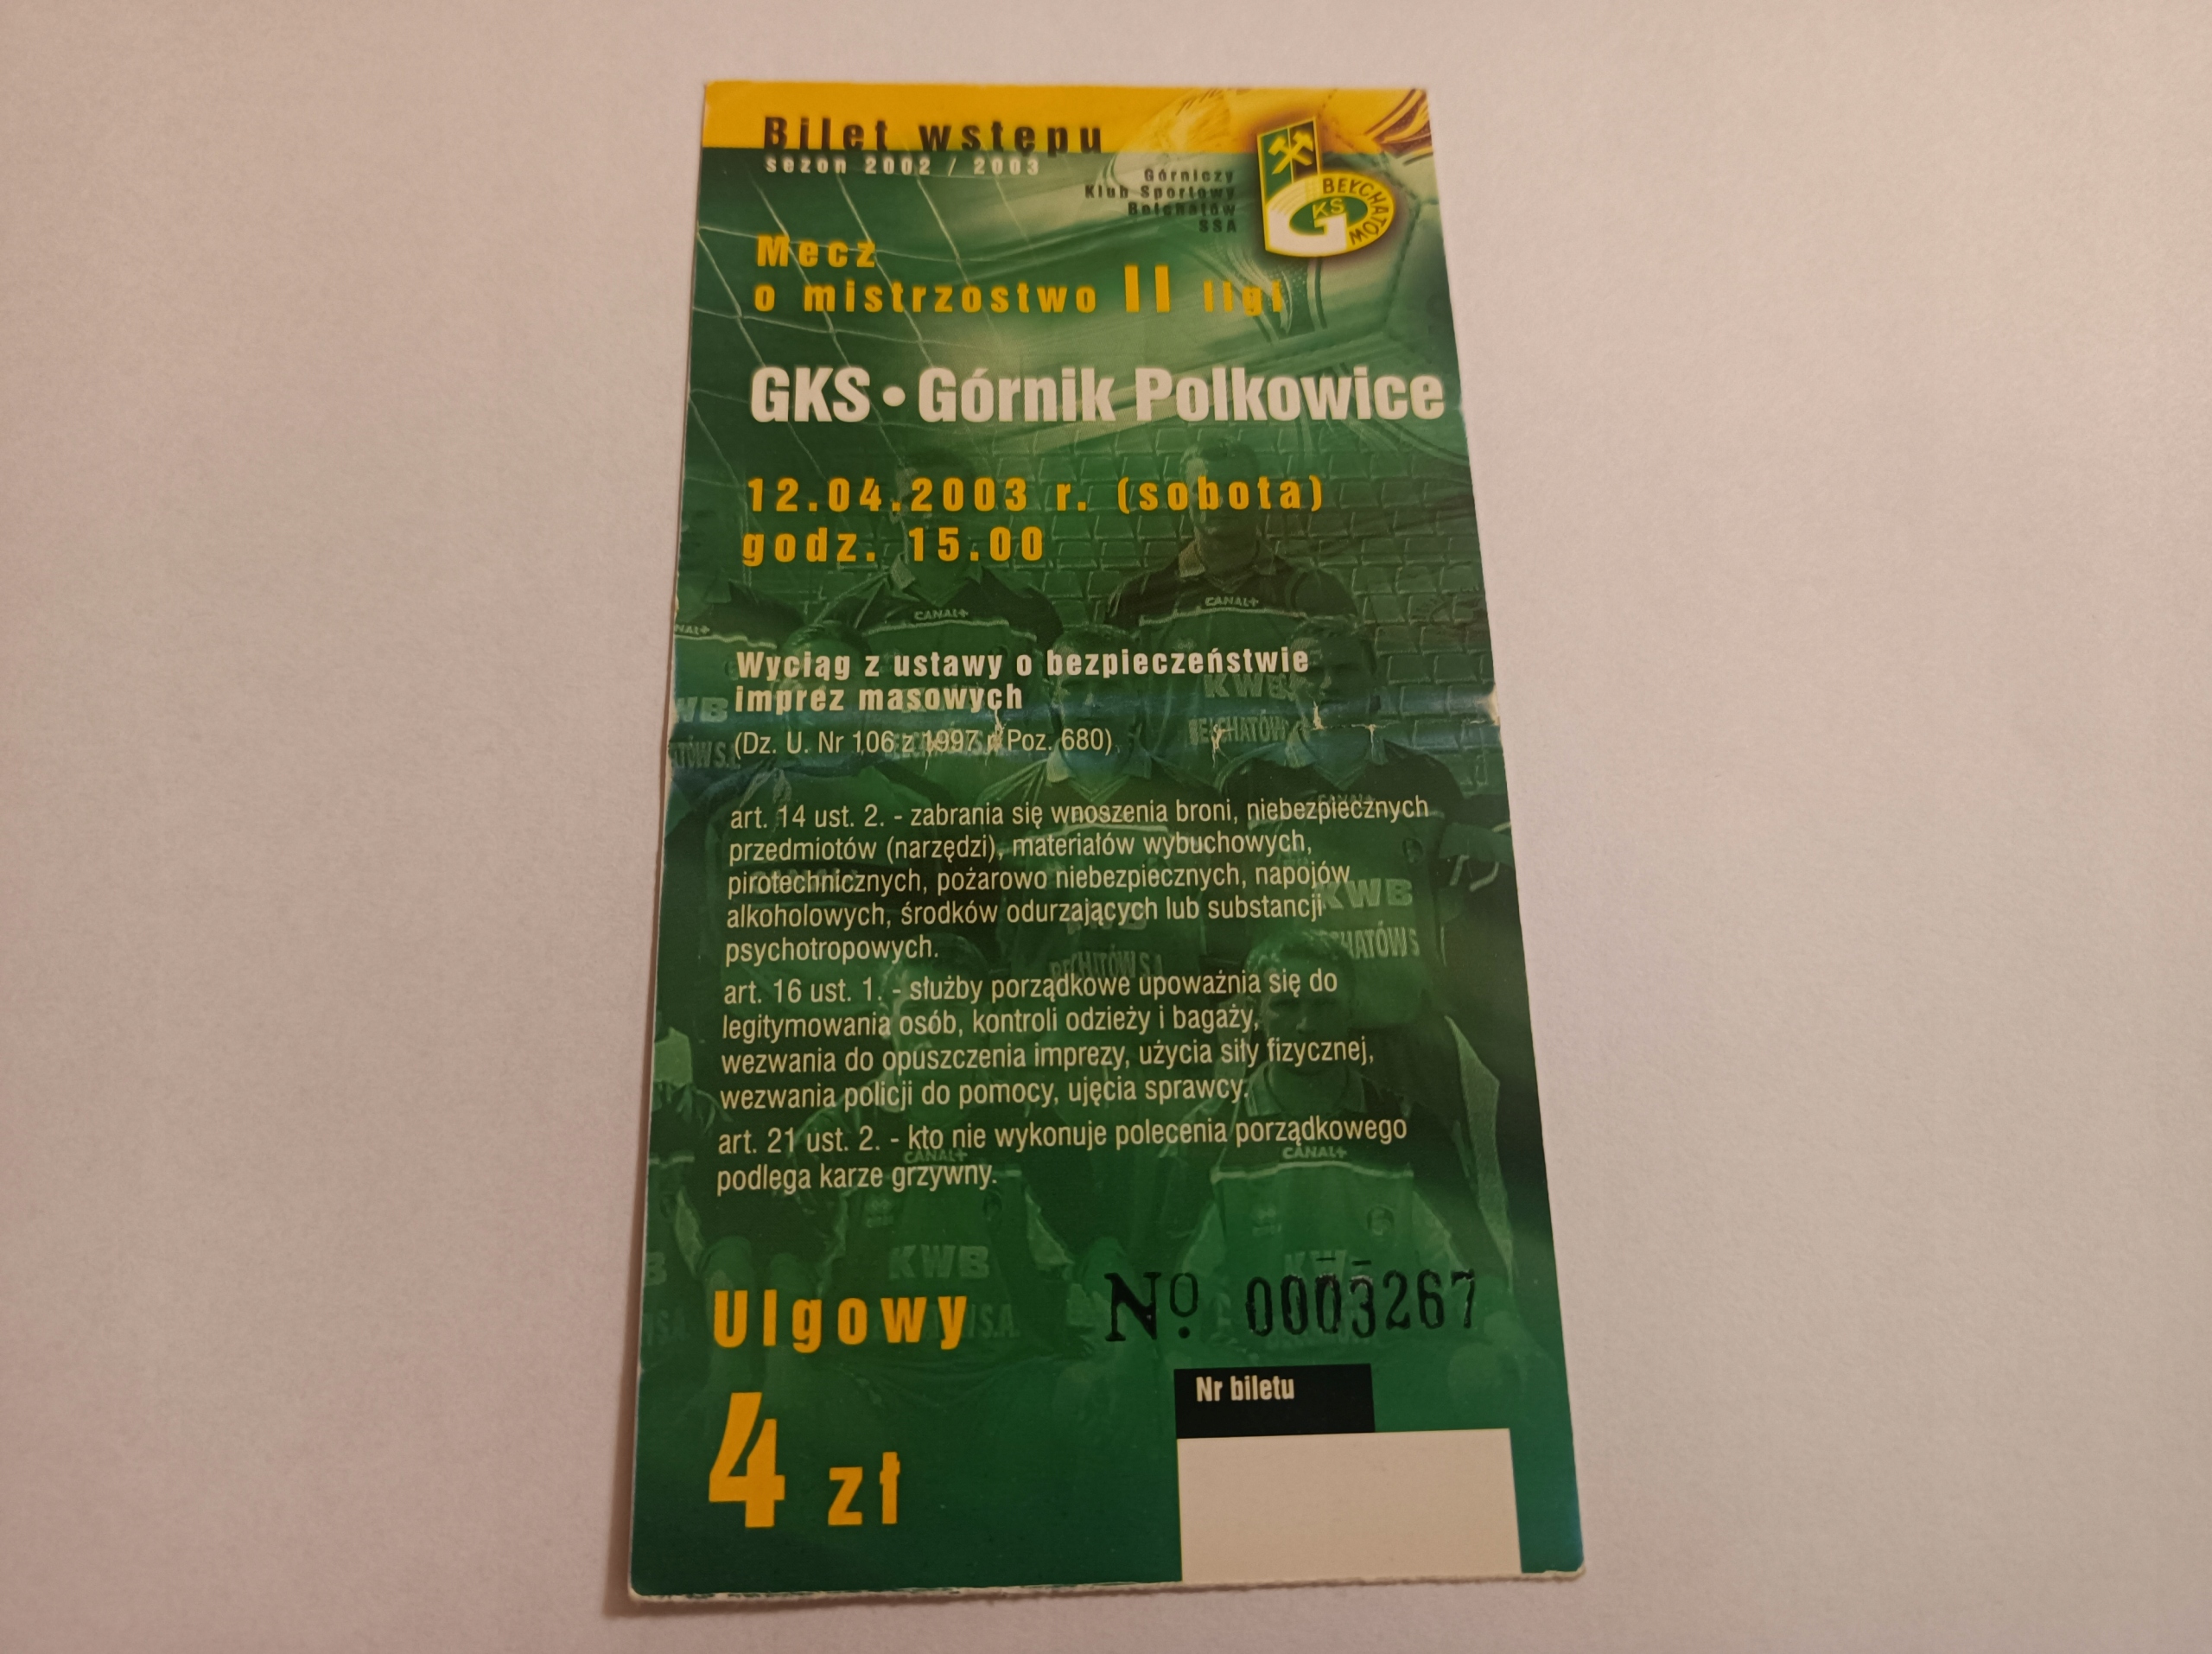 Bilet wstępu
sezon 2002 / 2003
Górniczy
Klub Sportowy
Bełchatów
SSA
BEŁCHATÓW
GKS
Mecz
o mistrzostwo II ligi
GKS • Górnik Polkowice
12.04.2003 r. (sobota)
godz. 15.00
CANAL+
CANAL+
Wyciąg z ustawy o bezpieczeństwie
imprez masowych
(Dz. U. Nr 106 z 1997 r. Poz. 680)
art. 14 ust. 2. - zabrania się wnoszenia broni, niebezpiecznych
przedmiotów (narzędzi), materiałów wybuchowych,
pirotechnicznych, pożarowo niebezpiecznych, napojów
alkoholowych, środków odurzających lub substancji
psychotropowych.
art. 16 ust. 1. - służby porządkowe upoważnia się do
legitymowania osób, kontroli odzieży i bagaży,
wezwania do opuszczenia imprezy, użycia siły fizycznej,
wezwania policji do pomocy, ujęcia sprawcy.
art. 21 ust. 2. - kto nie wykonuje polecenia porządkowego
podlega karze grzywny.
CANAL+
CANAL+
KWB
Ulgowy
Nº 0003267
Nr biletu
4 zł